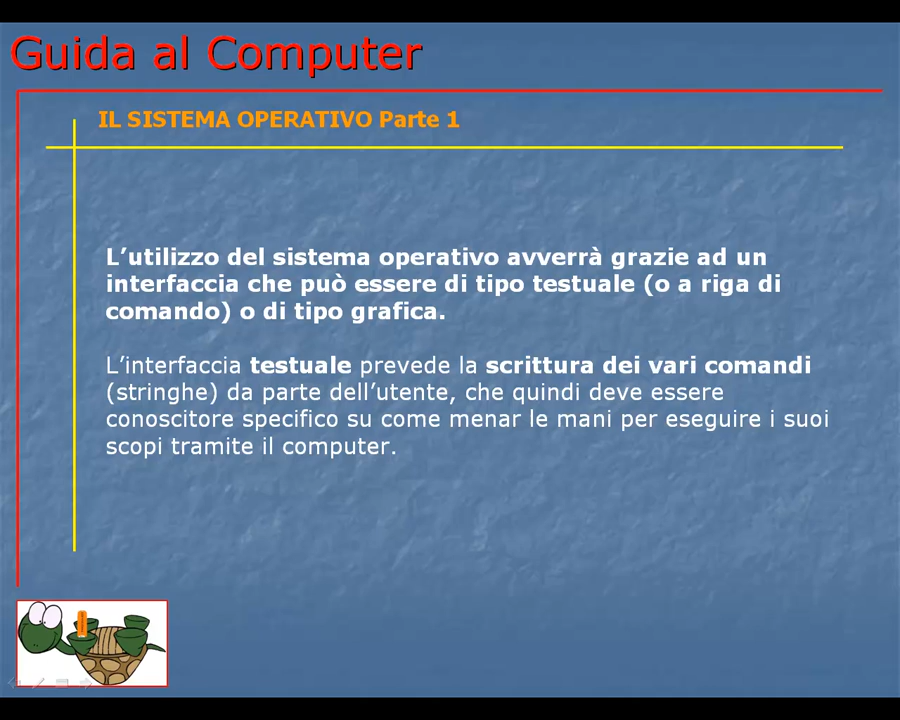 Guida al Computer
IL SISTEMA OPERATIVO Parte 1
L’utilizzo del sistema operativo avverrà grazie ad un
interfaccia che può essere di tipo testuale (o a riga di
comando) o di tipo grafica.
L’interfaccia testuale prevede la scrittura dei vari comandi
(stringhe) da parte dell’utente, che quindi deve essere
conoscitore specifico su come menar le mani per eseguire i suoi
scopi tramite il computer.